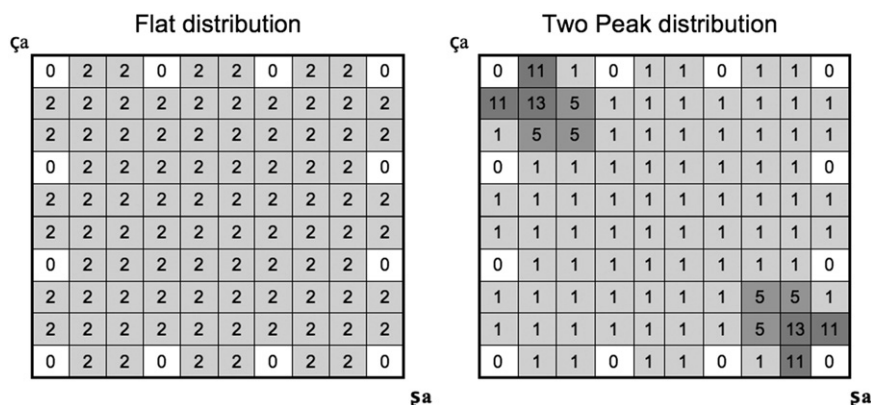 Flat distribution
ça
0 2 2 0 2 2 0 2 2 0
2 2 2 2 2 2 2 2 2 2
2 2 2 2 2 2 2 2 2 2
0 2 2 2 2 2 2 2 2 0
2 2 2 2 2 2 2 2 2 2
2 2 2 2 2 2 2 2 2 2
0 2 2 2 2 2 2 2 2 0
2 2 2 2 2 2 2 2 2 2
2 2 2 2 2 2 2 2 2 2
0 2 2 0 2 2 0 2 2 0
şa
Two Peak distribution
ça
0 11 1 0 1 1 0 1 1 0
11 13 5 1 1 1 1 1 1 1
1 5 5 1 1 1 1 1 1 1
0 1 1 1 1 1 1 1 1 0
1 1 1 1 1 1 1 1 1 1
1 1 1 1 1 1 1 1 1 1
0 1 1 1 1 1 1 1 1 0
1 1 1 1 1 1 1 5 5 1
1 1 1 1 1 1 1 5 13 11
0 1 1 0 1 1 0 1 11 0
şa